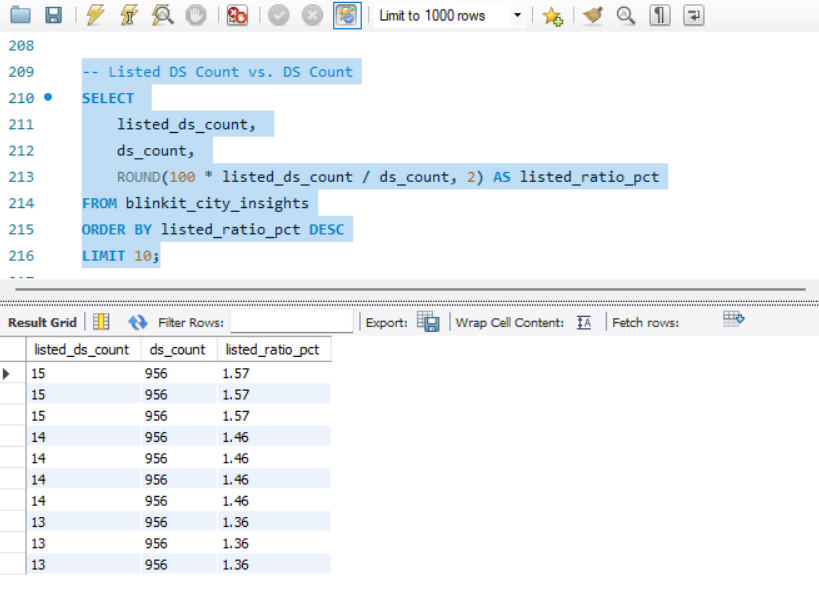 Limit to 1000 rows
208
209 -- Listed DS Count vs. DS Count
210 SELECT
211 listed_ds_count,
212 ds_count,
213 ROUND(100 * listed_ds_count / ds_count, 2) AS listed_ratio_pct
214 FROM blinkit_city_insights
215 ORDER BY listed_ratio_pct DESC
216 LIMIT 10;
Result Grid Filter Rows: Export: Wrap Cell Content: Fetch rows:
listed_ds_count ds_count listed_ratio_pct
15 956 1.57
15 956 1.57
15 956 1.57
14 956 1.46
14 956 1.46
14 956 1.46
14 956 1.46
13 956 1.36
13 956 1.36
13 956 1.36